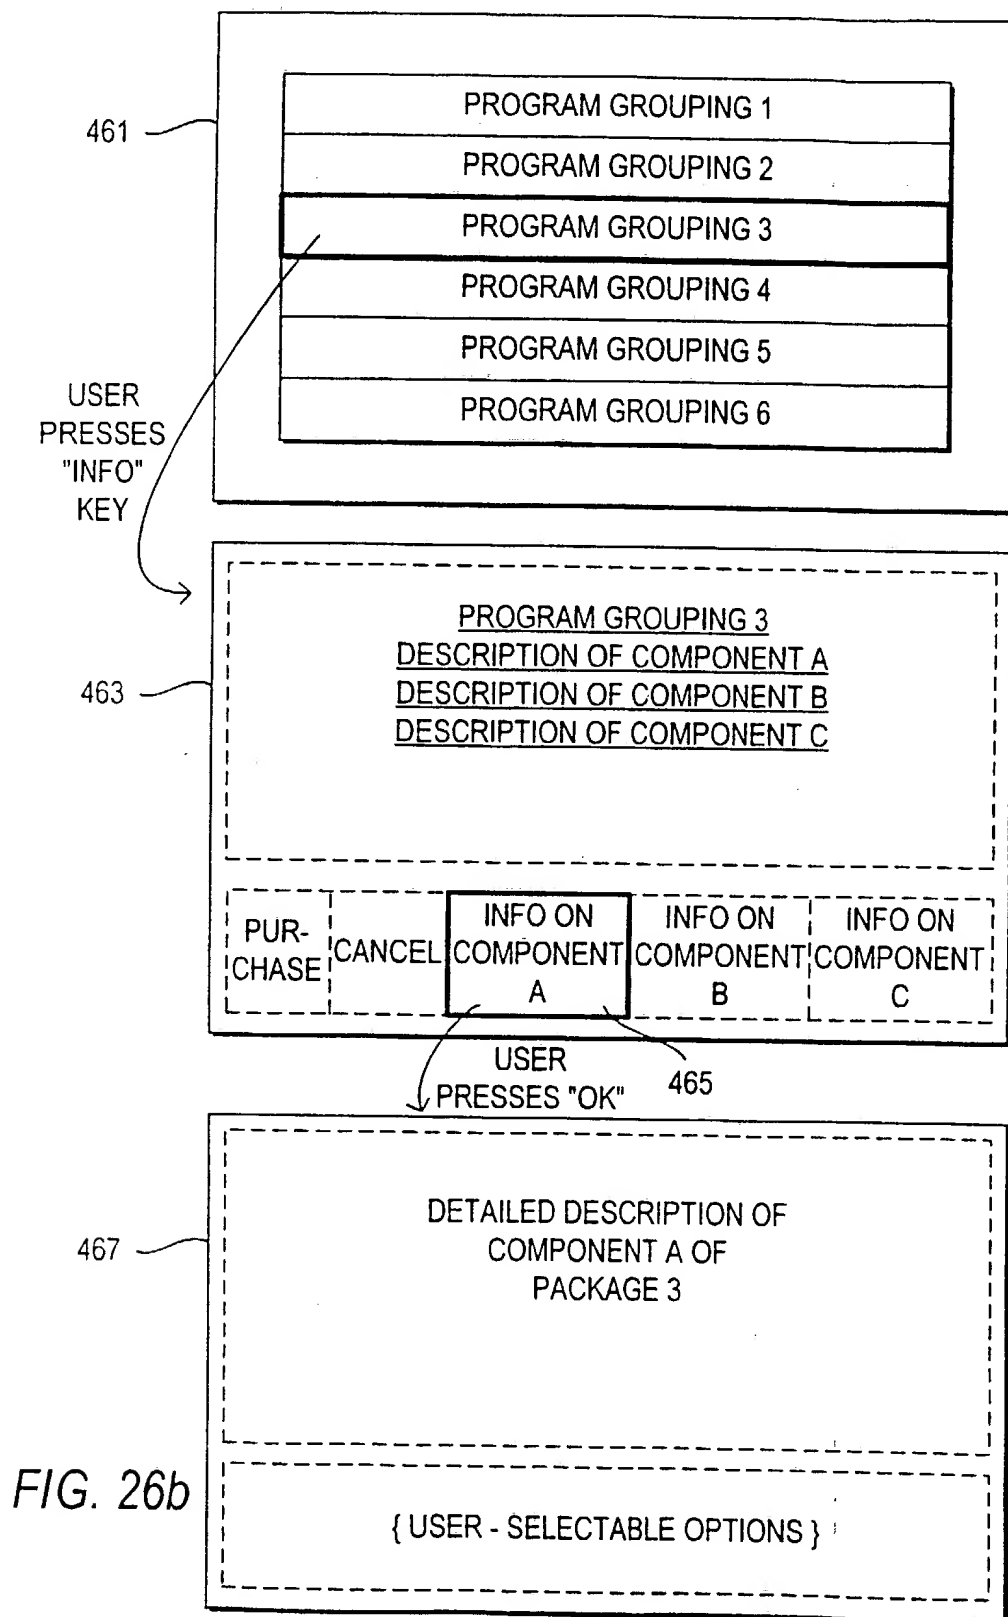 461
PROGRAM GROUPING 1
PROGRAM GROUPING 2
PROGRAM GROUPING 3
PROGRAM GROUPING 4
PROGRAM GROUPING 5
PROGRAM GROUPING 6
USER
PRESSES
"INFO"
KEY
463
PROGRAM GROUPING 3
DESCRIPTION OF COMPONENT A
DESCRIPTION OF COMPONENT B
DESCRIPTION OF COMPONENT C
PUR-
CHASE
CANCEL
INFO ON
COMPONENT
A
INFO ON
COMPONENT
B
INFO ON
COMPONENT
C
USER
PRESSES "OK"
465
467
DETAILED DESCRIPTION OF
COMPONENT A OF
PACKAGE 3
{ USER - SELECTABLE OPTIONS }
FIG. 26b